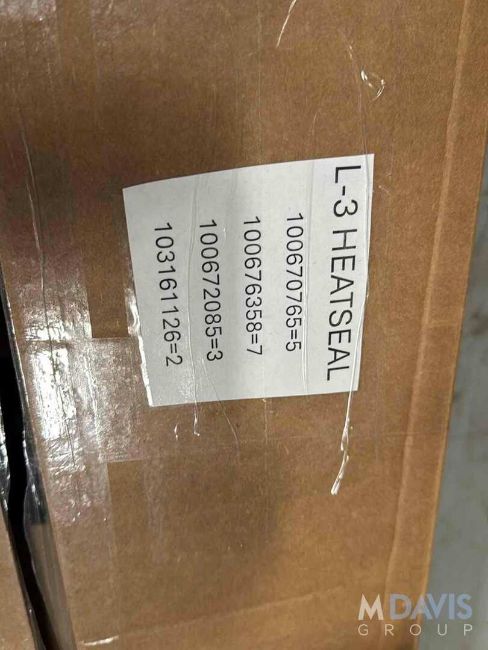 L-3 HEATSEAL
100670765=5
100676358=7
100672085=3
103161126=2
MDAVIS
GROUP